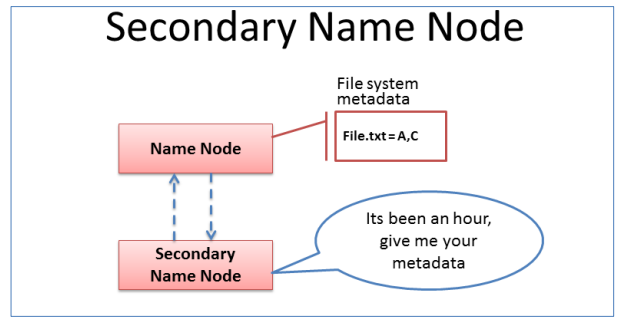 Secondary Name Node
File system
metadata
File.txt = A,C
Name Node
Its been an hour,
give me your
metadata
Secondary
Name Node